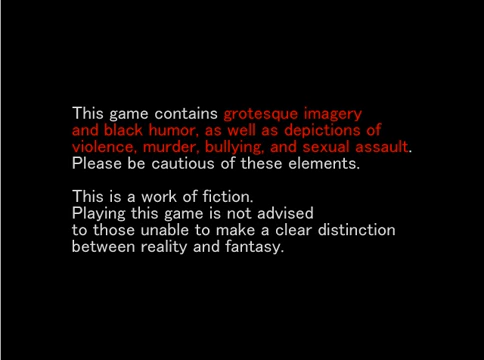 This game contains grotesque imagery
and black humor, as well as depictions of
violence, murder, bullying, and sexual assault.
Please be cautious of these elements.
This is a work of fiction.
Playing this game is not advised
to those unable to make a clear distinction
between reality and fantasy.